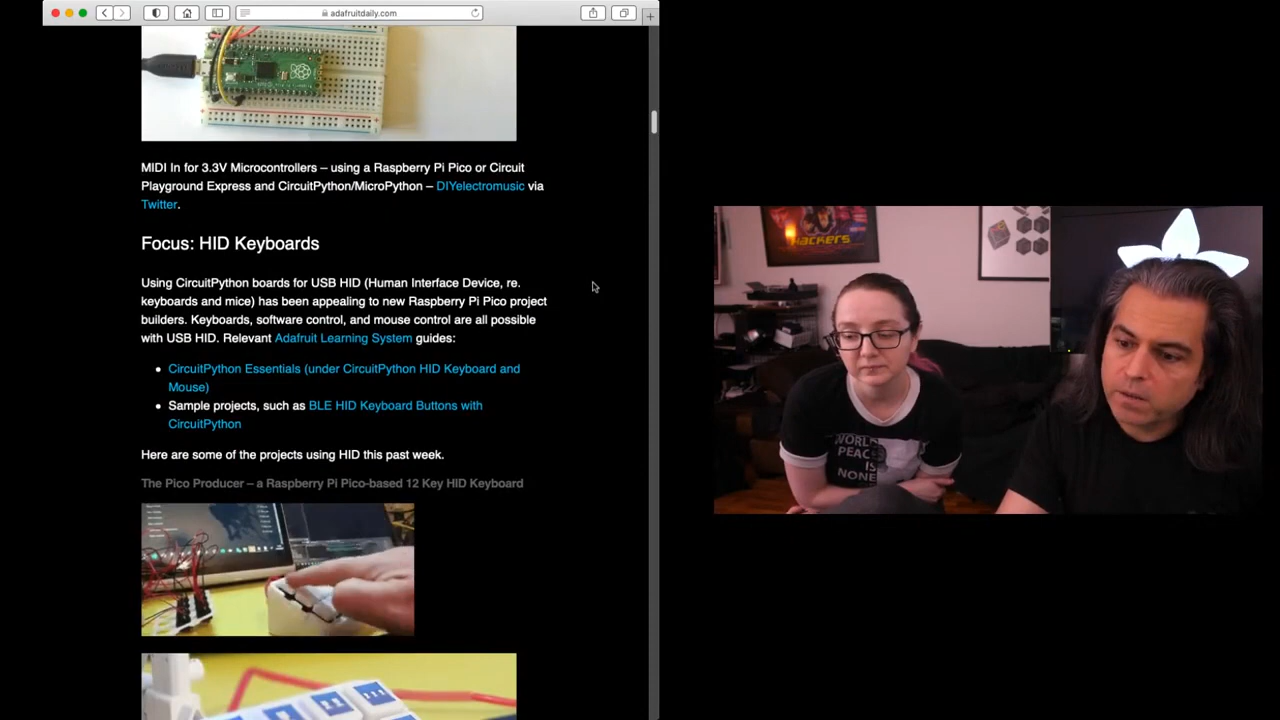 adafruitdaily.com
MIDI In for 3.3V Microcontrollers – using a Raspberry Pi Pico or Circuit
Playground Express and CircuitPython/MicroPython – DIYelectromusic via
Twitter.
Focus: HID Keyboards
Using CircuitPython boards for USB HID (Human Interface Device, re.
keyboards and mice) has been appealing to new Raspberry Pi Pico project
builders. Keyboards, software control, and mouse control are all possible
with USB HID. Relevant Adafruit Learning System guides:
CircuitPython Essentials (under CircuitPython HID Keyboard and
Mouse)
Sample projects, such as BLE HID Keyboard Buttons with
CircuitPython
Here are some of the projects using HID this past week.
The Pico Producer – a Raspberry Pi Pico-based 12 Key HID Keyboard
HACKERS
WORLD
PEACE
IS
NONE